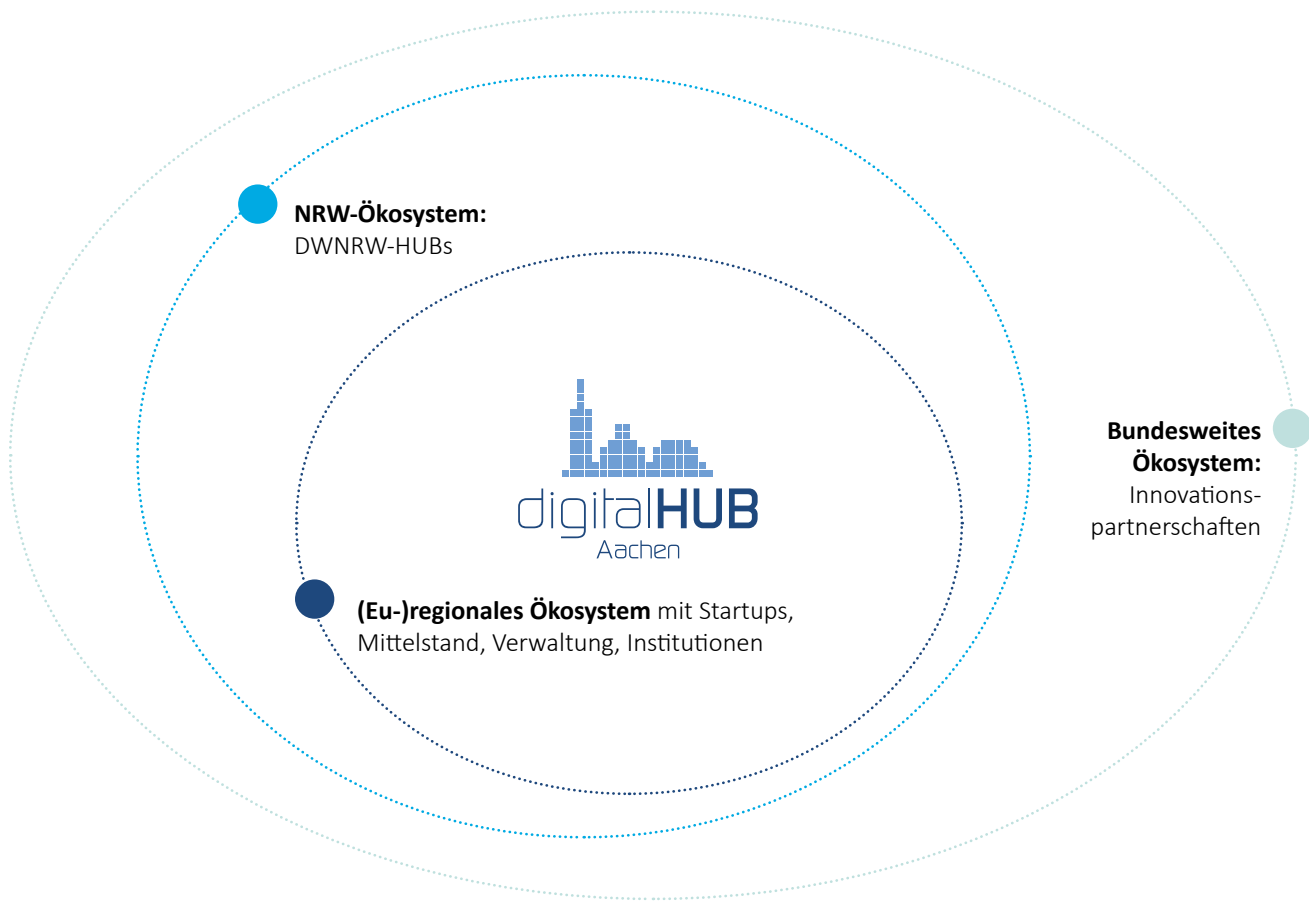 NRW-Ökosystem:
DWNRW-HUBs
digitalHUB
Aachen
Bundesweites
Ökosystem:
Innovations-
partnerschaften
(Eu-)regionales Ökosystem mit Startups,
Mittelstand, Verwaltung, Institutionen